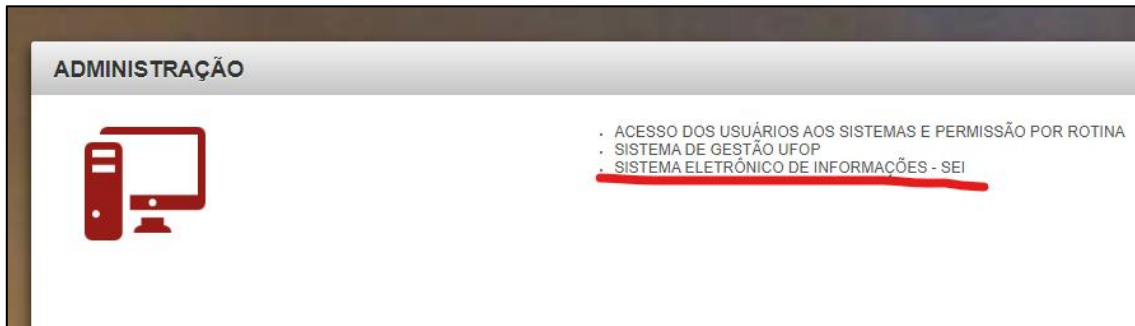 ADMINISTRAÇÃO
. ACESSO DOS USUÁRIOS AOS SISTEMAS E PERMISSÃO POR ROTINA
. SISTEMA DE GESTÃO UFOP
. SISTEMA ELETRÔNICO DE INFORMAÇÕES - SEI